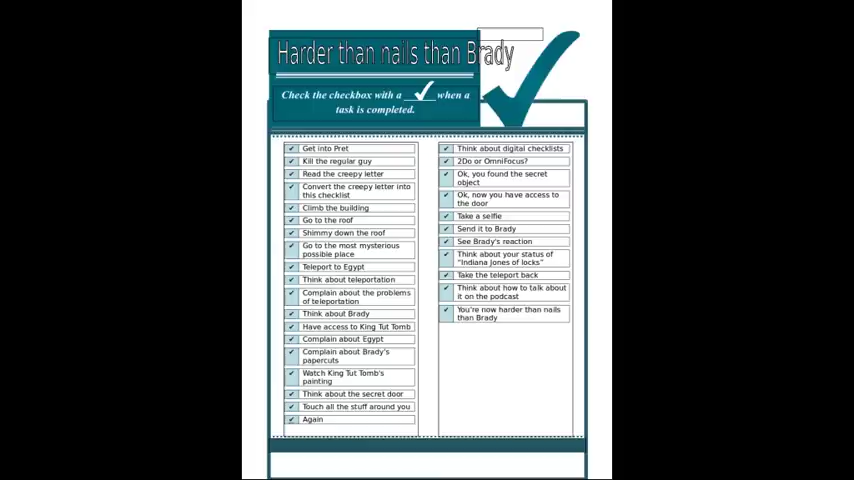 Harder than nails than Brady
Check the checkbox with a ✓ when a
task is completed.
✔ Get into Pret
✔ Kill the regular guy
✔ Read the creepy letter
✔ Convert the creepy letter into
this checklist
✔ Climb the building
✔ Go to the roof
✔ Shimmy down the roof
✔ Go to the most mysterious
possible place
✔ Teleport to Egypt
✔ Think about teleportation
✔ Complain about the problems
of teleportation
✔ Think about Brady
✔ Have access to King Tut Tomb
✔ Complain about Egypt
✔ Complain about Brady's
papercuts
✔ Watch King Tut Tomb's
painting
✔ Think about the secret door
✔ Touch all the stuff around you
✔ Again
✔ Think about digital checklists
✔ 2Do or OmniFocus?
✔ Ok, you found the secret
object
✔ Ok, now you have access to
the door
✔ Take a selfie
✔ Send it to Brady
✔ See Brady's reaction
✔ Think about your status of
"Indiana Jones of locks"
✔ Take the teleport back
✔ Think about how to talk about
it on the podcast
✔ You're now harder than nails
than Brady